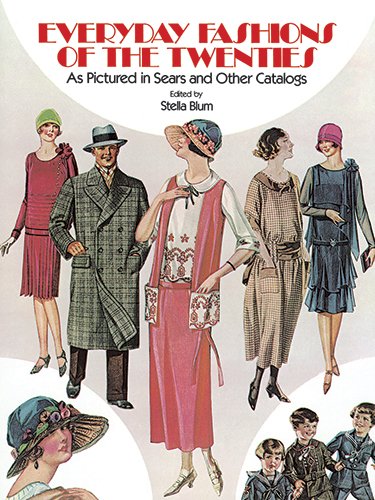 EVERYDAY FASHIONS
OF THE TWENTIES
As Pictured in Sears and Other Catalogs
Edited by
Stella Blum